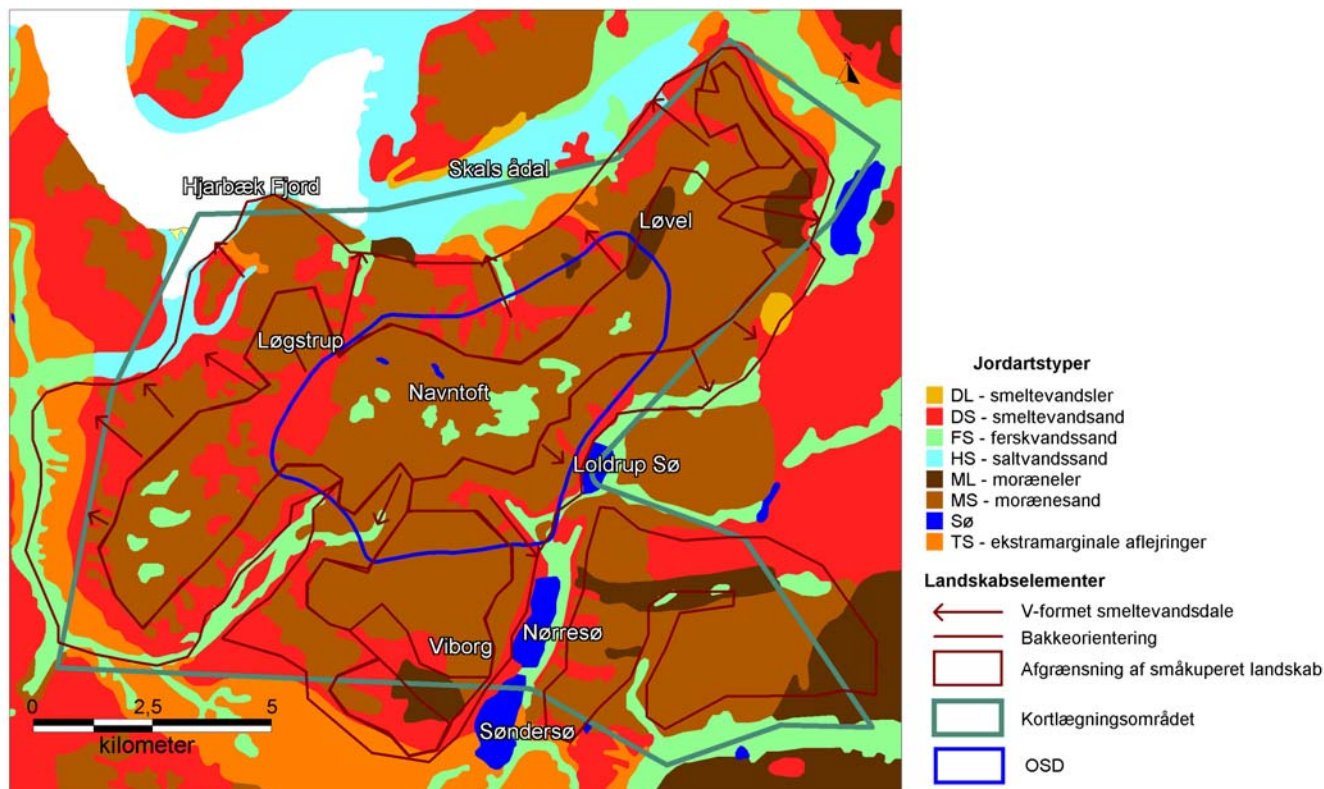 N
Skals ådal
Hjarbæk Fjord
Løvel
Løgstrup
Navntoft
Loldrup Sø
Nørresø
Viborg
Søndersø
0 2,5 5
kilometer
Jordartstyper
DL - smeltevandsler
DS - smeltevandsand
FS - ferskvandssand
HS - saltvandssand
ML - moræneler
MS - morænesand
Sø
TS - ekstramarginale aflejringer
Landskabselementer
V-formet smeltevandsdale
Bakkeorientering
Afgrænsning af småkuperet landskab
Kortlægningsområdet
OSD